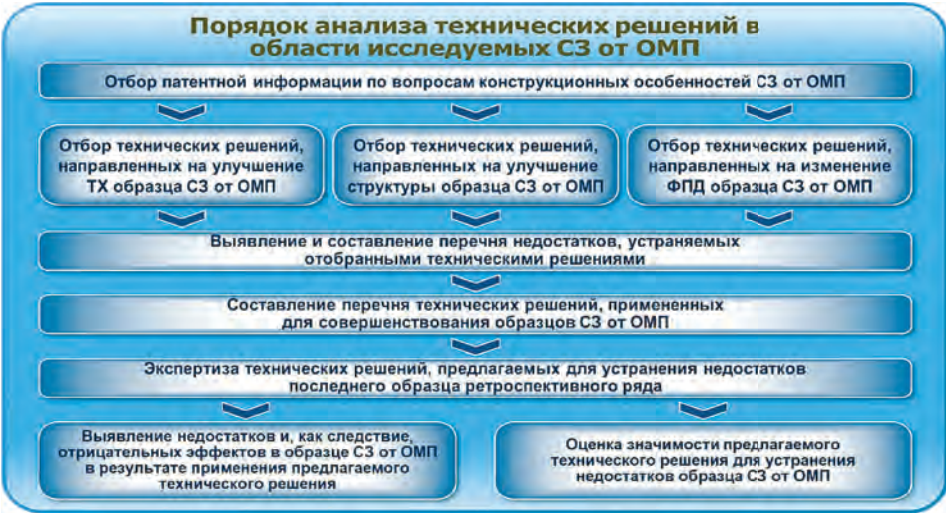 Порядок анализа технических решений в
области исследуемых СЗ от ОМП
Отбор патентной информации по вопросам конструкционных особенностей СЗ от ОМП
Отбор технических решений,
направленных на улучшение
ТХ образца СЗ от ОМП
Отбор технических решений,
направленных на улучшение
структуры образца СЗ от ОМП
Отбор технических решений,
направленных на изменение
ФПД образца СЗ от ОМП
Выявление и составление перечня недостатков, устраняемых
отобранными техническими решениями
Составление перечня технических решений, примененных
для совершенствования образцов СЗ от ОМП
Экспертиза технических решений, предлагаемых для устранения недостатков
последнего образца ретроспективного ряда
Выявление недостатков и, как следствие,
отрицательных эффектов в образце СЗ от ОМП
в результате применения предлагаемого
технического решения
Оценка значимости предлагаемого
технического решения для устранения
недостатков образца СЗ от ОМП